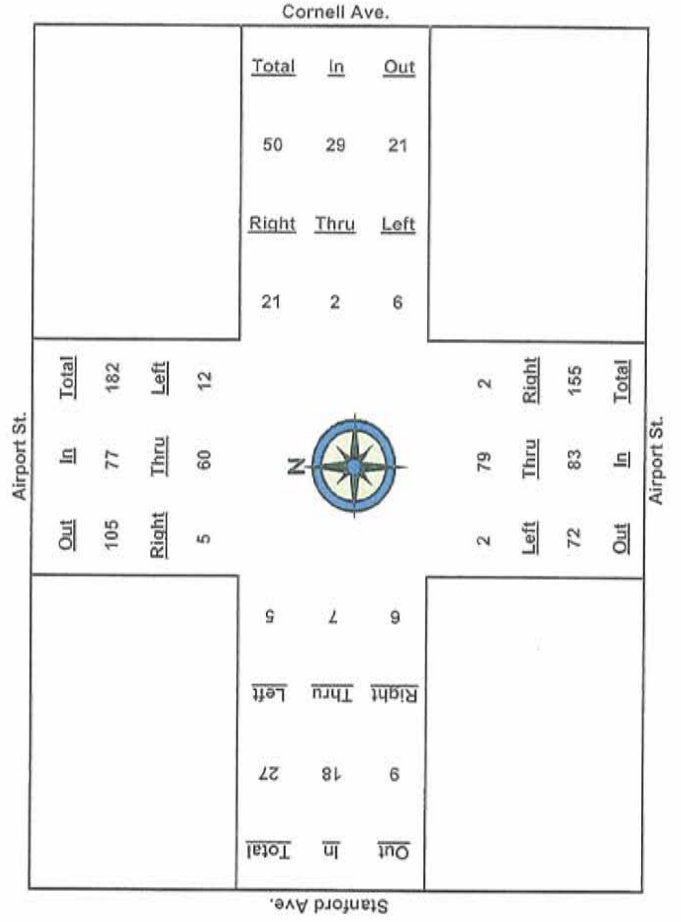 Cornell Ave.
Total In Out
50 29 21
Right Thru Left
21 2 6
Airport St.
Out In Total
105 77 182
Right Thru Left
5 60 12
N
2 79 2
Left Thru Right
72 83 155
Out In Total
Airport St.
Stanford Ave.
Out In Total
9 18 27
Right Thru Left
6 7 5